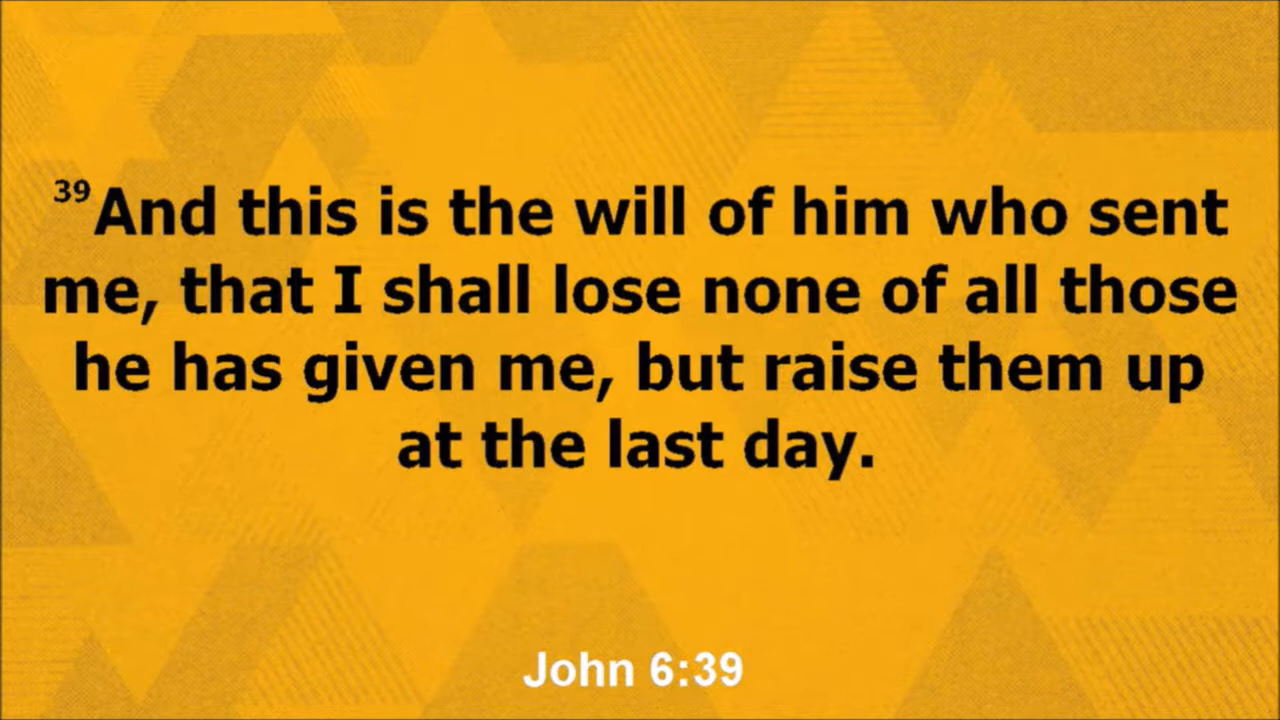 39And this is the will of him who sent
me, that I shall lose none of all those
he has given me, but raise them up
at the last day.
John 6:39